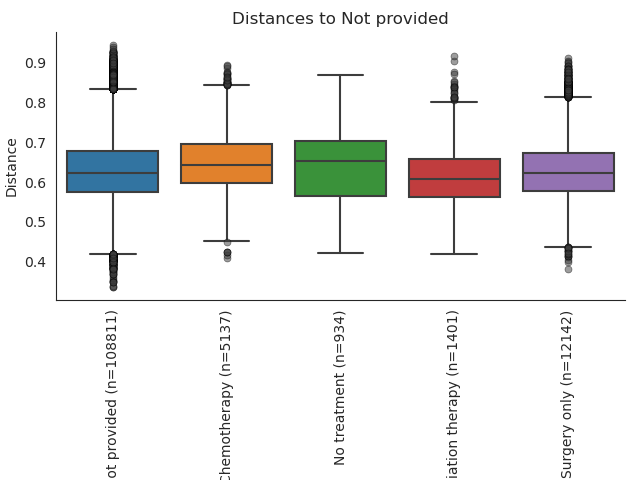 Distances to Not provided
Distance
0.9
0.8
0.7
0.6
0.5
0.4
ot provided (n=108811)
Chemotherapy (n=5137)
No treatment (n=934)
iation therapy (n=1401)
Surgery only (n=12142)